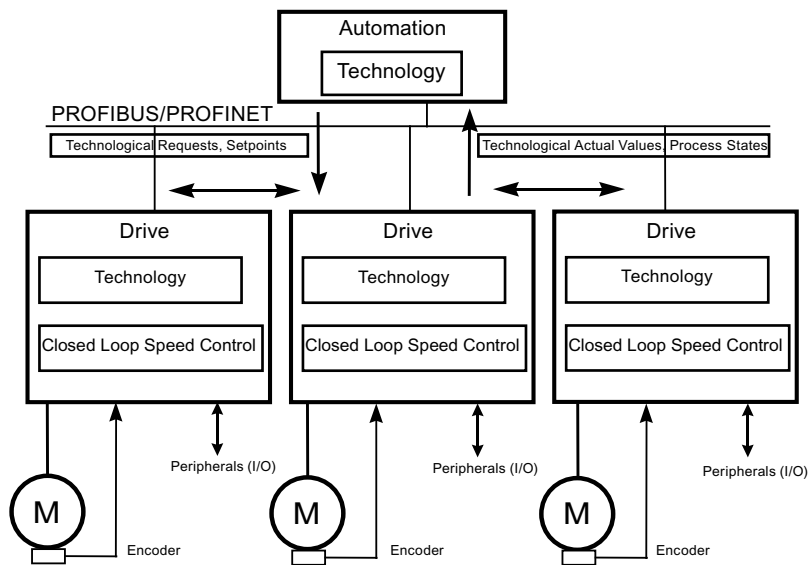 Automation
Technology
PROFIBUS/PROFINET
Technological Requests, Setpoints
Technological Actual Values, Process States
Drive
Technology
Closed Loop Speed Control
Drive
Technology
Closed Loop Speed Control
Drive
Technology
Closed Loop Speed Control
Peripherals (I/O)
Peripherals (I/O)
Peripherals (I/O)
M
M
M
Encoder
Encoder
Encoder